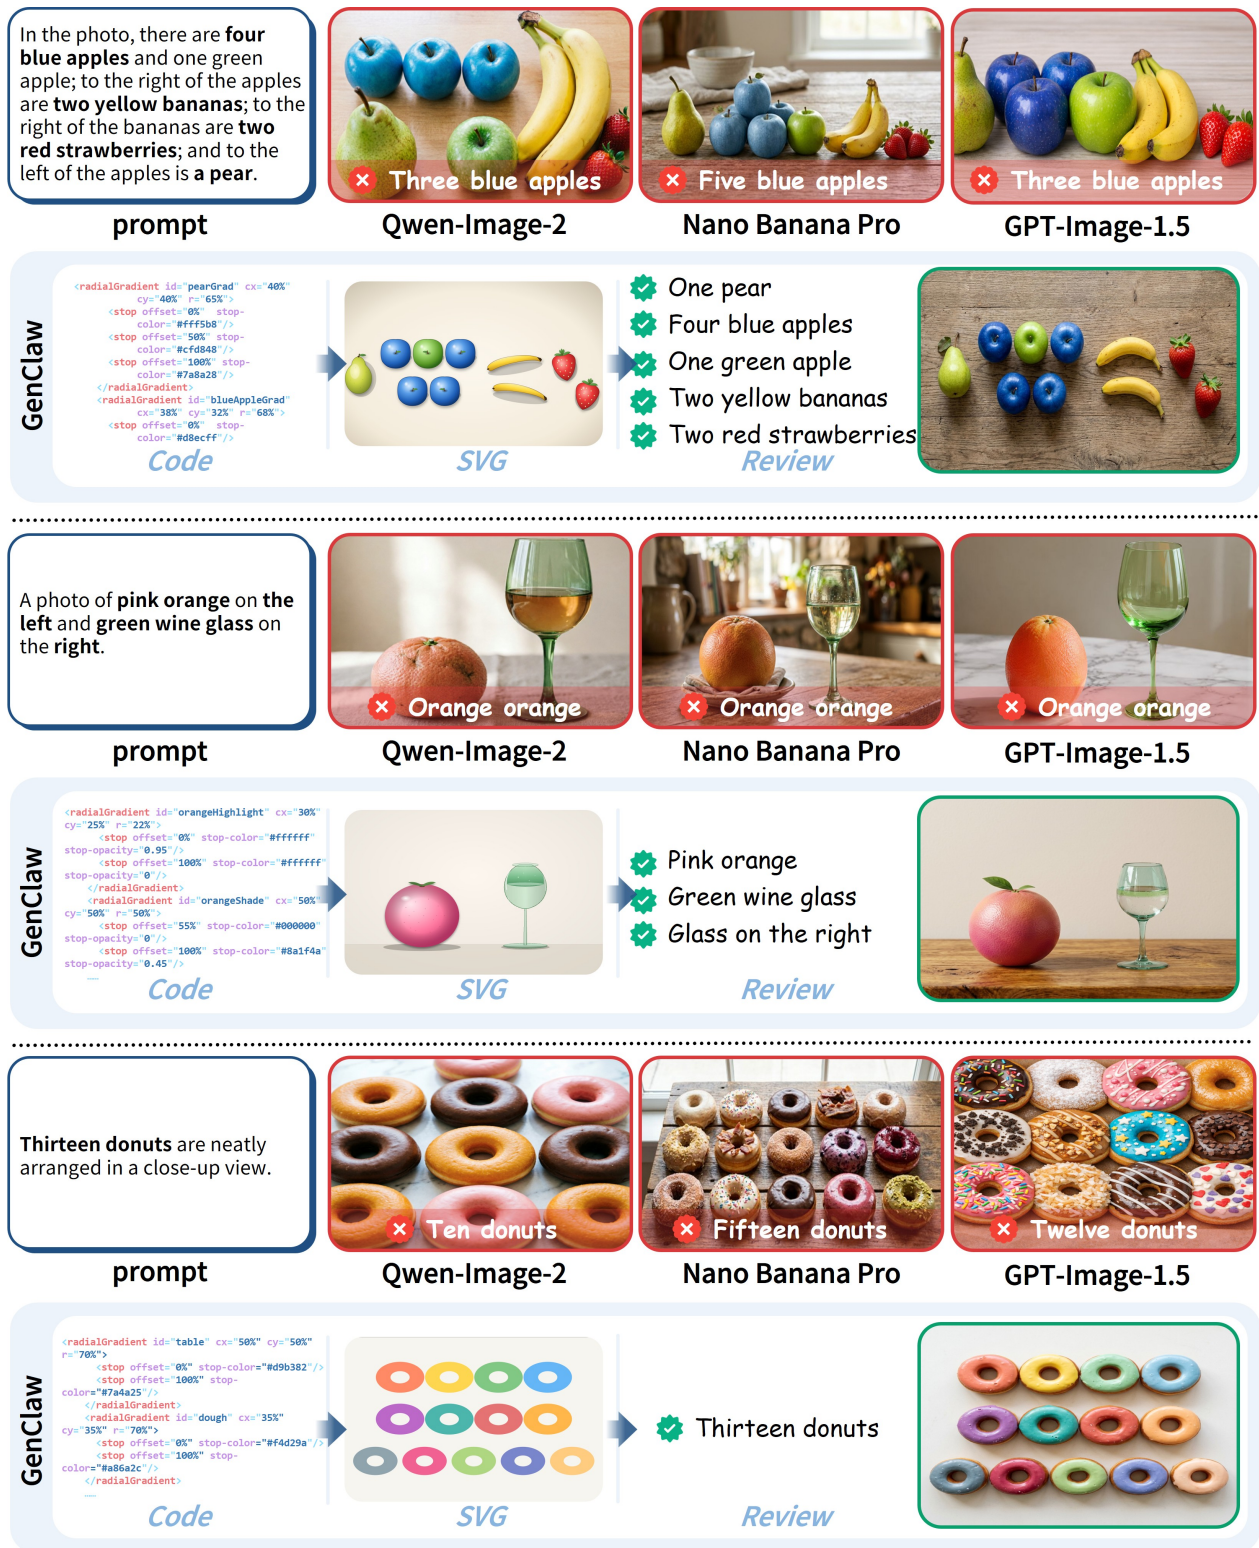 In the photo, there are four
blue apples and one green
apple; to the right of the apples
are two yellow bananas; to the
right of the bananas are two
red strawberries; and to the
left of the apples is a pear.
Three blue apples
Five blue apples
Three blue apples
prompt
Qwen-Image-2
Nano Banana Pro
GPT-Image-1.5
GenClaw
<radialGradient id="pearGrad" cx="40%"
cy="40%" r="65%">
<stop offset="0%" stop-
color="#fff5b8"/>
<stop offset="50%" stop-
color="#cfd848"/>
<stop offset="100%" stop-
color="#7a8a28"/>
</radialGradient>
<radialGradient id="blueAppleGrad"
cx="38%" cy="32%" r="68%">
<stop offset="0%" stop-
color="#d8ecff"/>
Code
SVG
One pear
Four blue apples
One green apple
Two yellow bananas
Two red strawberries
Review
A photo of pink orange on the
left and green wine glass on
the right.
Orange orange
Orange orange
Orange orange
prompt
Qwen-Image-2
Nano Banana Pro
GPT-Image-1.5
GenClaw
<radialGradient id="orangeHighlight" cx="30%"
cy="25%" r="22%">
<stop offset="0%" stop-color="#ffffff"
stop-opacity="0.95"/>
<stop offset="100%" stop-color="#ffffff"
stop-opacity="0"/>
</radialGradient>
<radialGradient id="orangeShade" cx="50%"
cy="50%" r="50%">
<stop offset="55%" stop-color="#000000"
stop-opacity="0"/>
<stop offset="100%" stop-color="#8a1f4a"
stop-opacity="0.45"/>
......
Code
SVG
Pink orange
Green wine glass
Glass on the right
Review
Thirteen donuts are neatly
arranged in a close-up view.
Ten donuts
Fifteen donuts
Twelve donuts
prompt
Qwen-Image-2
Nano Banana Pro
GPT-Image-1.5
GenClaw
<radialGradient id="table" cx="50%" cy="50%"
r="70%">
<stop offset="0%" stop-color="#d9b382"/>
<stop offset="100%" stop-
color="#7a4a25"/>
</radialGradient>
<radialGradient id="dough" cx="35%"
cy="35%" r="70%">
<stop offset="0%" stop-color="#f4d29a"/>
<stop offset="100%" stop-
color="#a86a2c"/>
</radialGradient>
......
Code
SVG
Thirteen donuts
Review